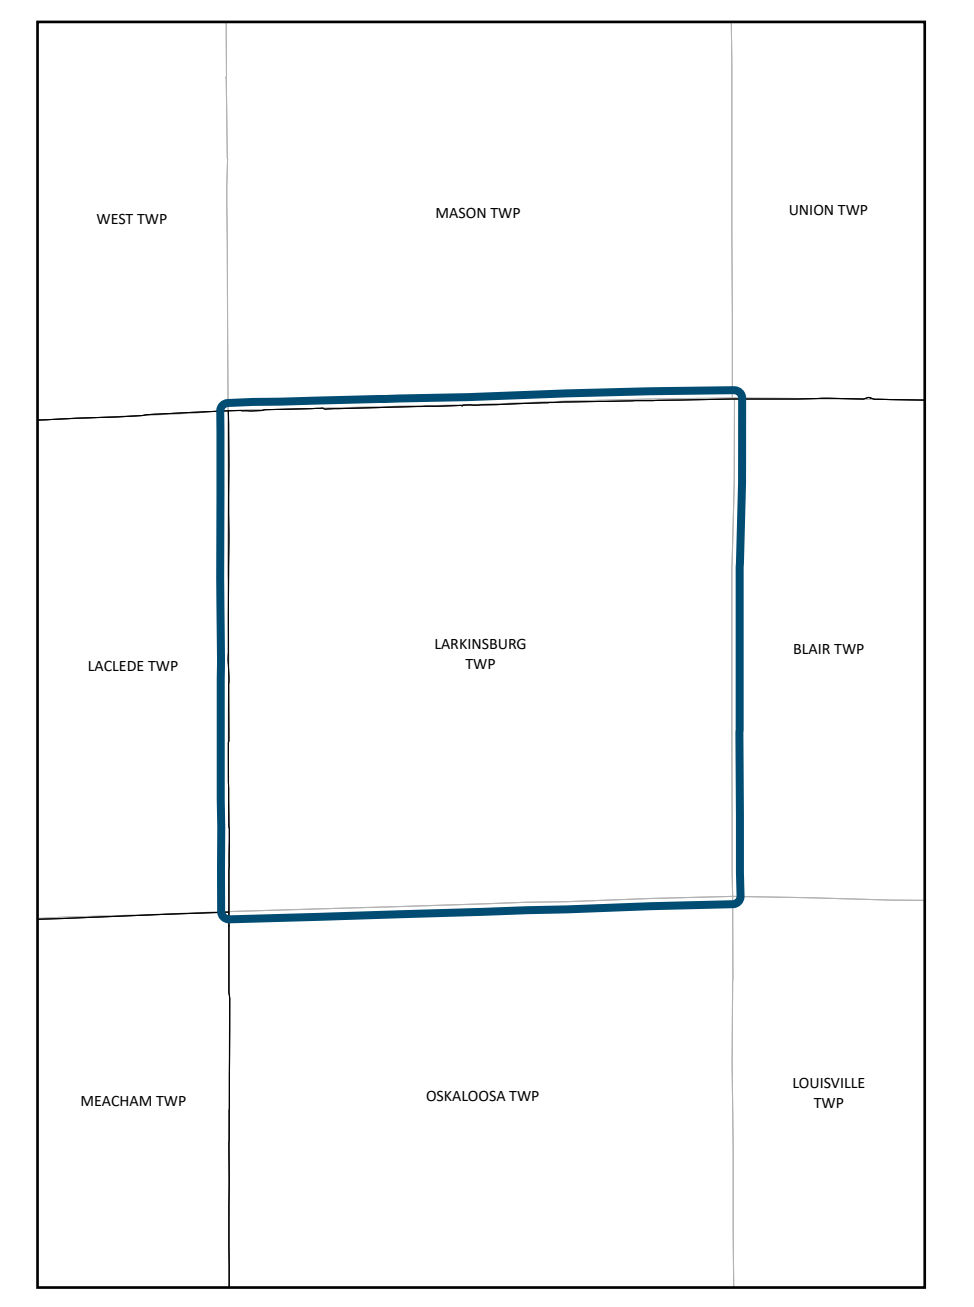 WEST TWP
MASON TWP
UNION TWP
LACLEDE TWP
LARKINSBURG
TWP
BLAIR TWP
MEACHAM TWP
OSKALOOSA TWP
LOUISVILLE
TWP